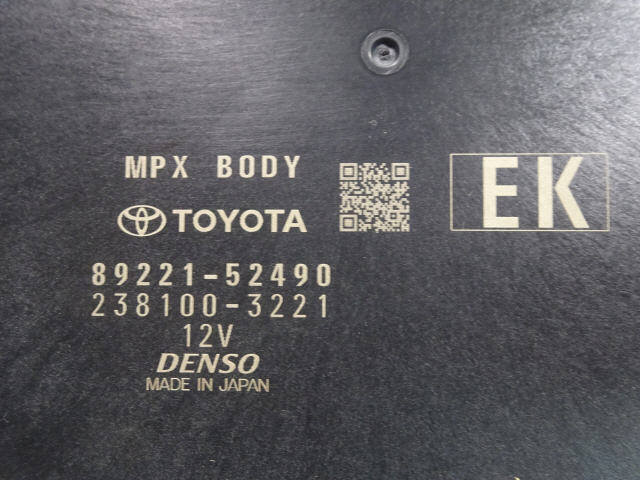 MPX BODY
TOYOTA
EK
89221-52490
238100-3221
12V
DENSO
MADE IN JAPAN